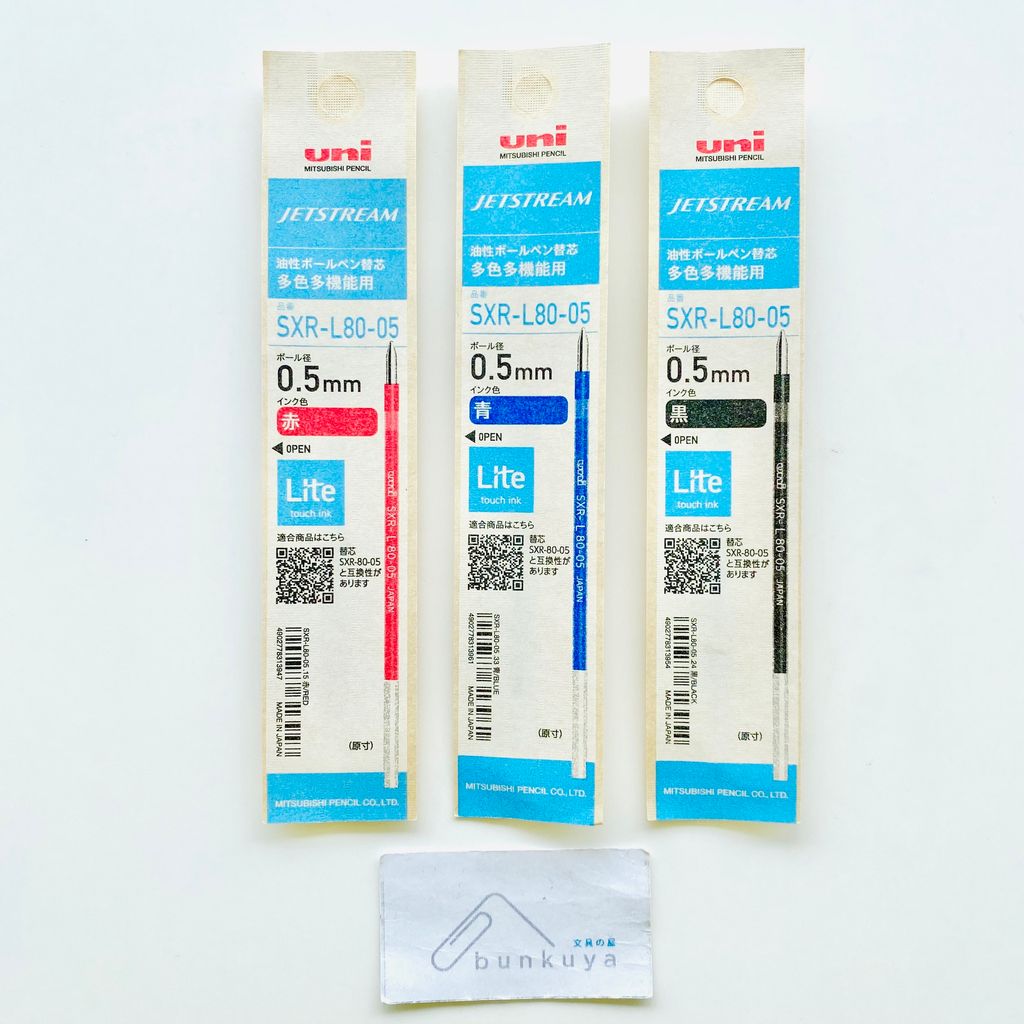 uni
MITSUBISHI PENCIL
JETSTREAM
油性ボールペン替芯
多色多機能用
品番
SXR-L80-05
ボール径
0.5mm
インク色
赤
OPEN
Lite
touch ink
適合商品はこちら
替芯
SXR-80-05
と互換性が
あります
SXR-L80-05
JAPAN
SXR-L80-05.15 赤/RED
4902778313947
MADE IN JAPAN
(原寸)
MITSUBISHI PENCIL CO., LTD.
uni
MITSUBISHI PENCIL
JETSTREAM
油性ボールペン替芯
多色多機能用
品番
SXR-L80-05
ボール径
0.5mm
インク色
青
OPEN
Lite
touch ink
適合商品はこちら
替芯
SXR-80-05
と互換性が
あります
SXR-L80-05
JAPAN
SXR-L80-05.33 青/BLUE
4902778313961
MADE IN JAPAN
(原寸)
MITSUBISHI PENCIL CO., LTD.
uni
MITSUBISHI PENCIL
JETSTREAM
油性ボールペン替芯
多色多機能用
品番
SXR-L80-05
ボール径
0.5mm
インク色
黒
OPEN
Lite
touch ink
適合商品はこちら
替芯
SXR-80-05
と互換性が
あります
SXR-L80-05
JAPAN
SXR-L80-05.24 黒/BLACK
4902778313954
MADE IN JAPAN
(原寸)
MITSUBISHI PENCIL CO., LTD.
文具の品
bunkuya